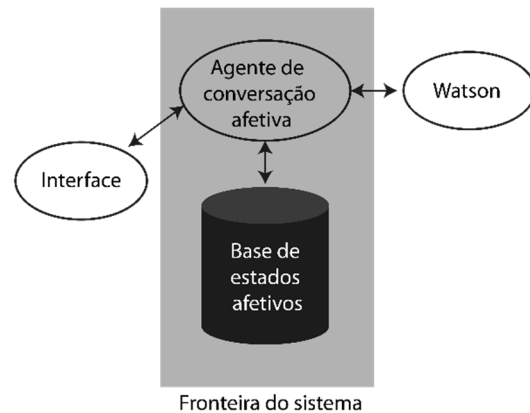 Agente de
conversação
afetiva
Watson
Interface
Base de
estados
afetivos
Fronteira do sistema